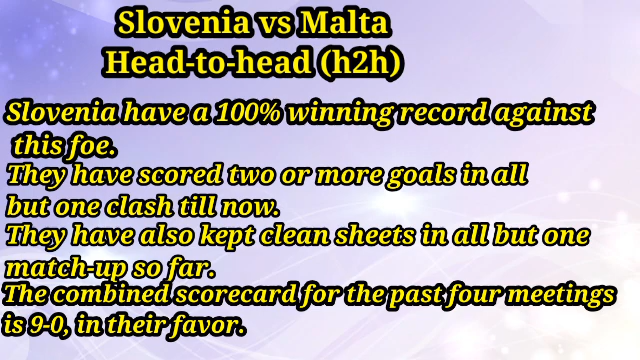 Slovenia vs Malta
Head-to-head (h2h)
Slovenia have a 100% winning record against
this foe.
They have scored two or more goals in all
but one clash till now.
They have also kept clean sheets in all but one
match-up so far.
The combined scorecard for the past four meetings
is 9-0, in their favor.